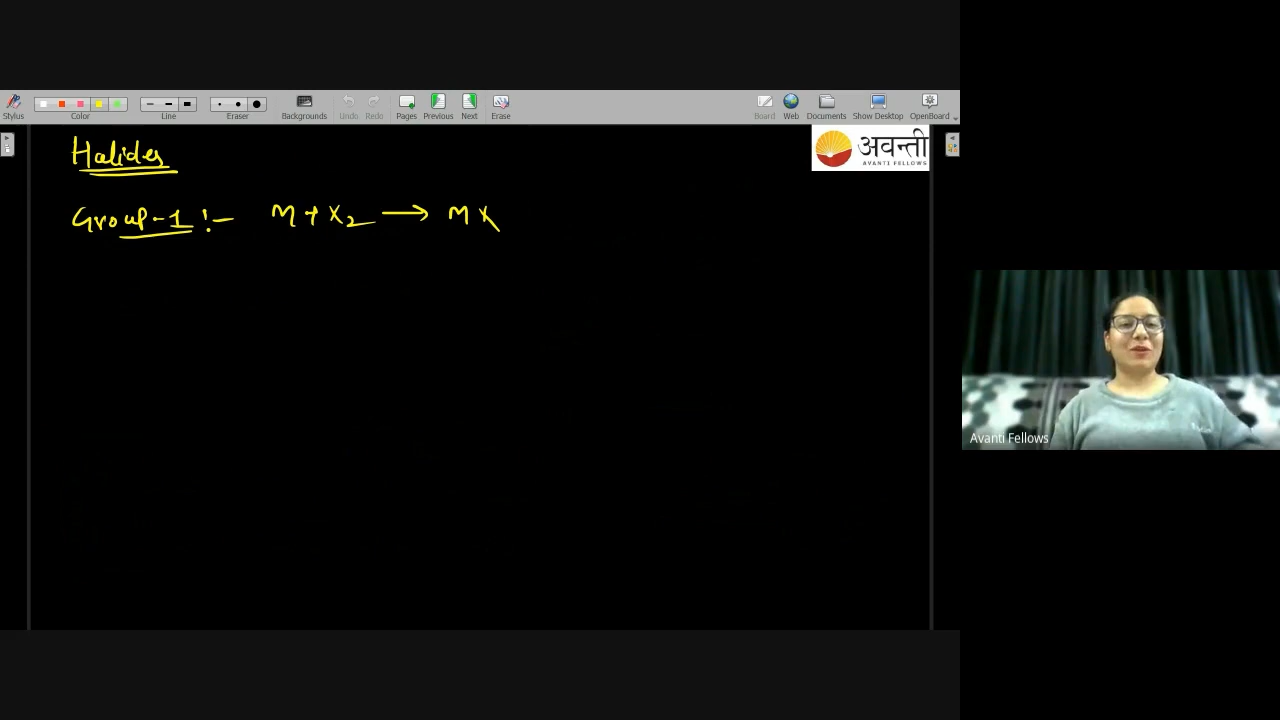 Stylus
Color
Line
Eraser
Backgrounds
Undo
Redo
Pages
Previous
Next
Erase
Board
Web
Documents
Show Desktop
OpenBoard
Halides
अवन्ती
AVANTI FELLOWS
Group-1 :- M + X₂ → MX
Avanti Fellows